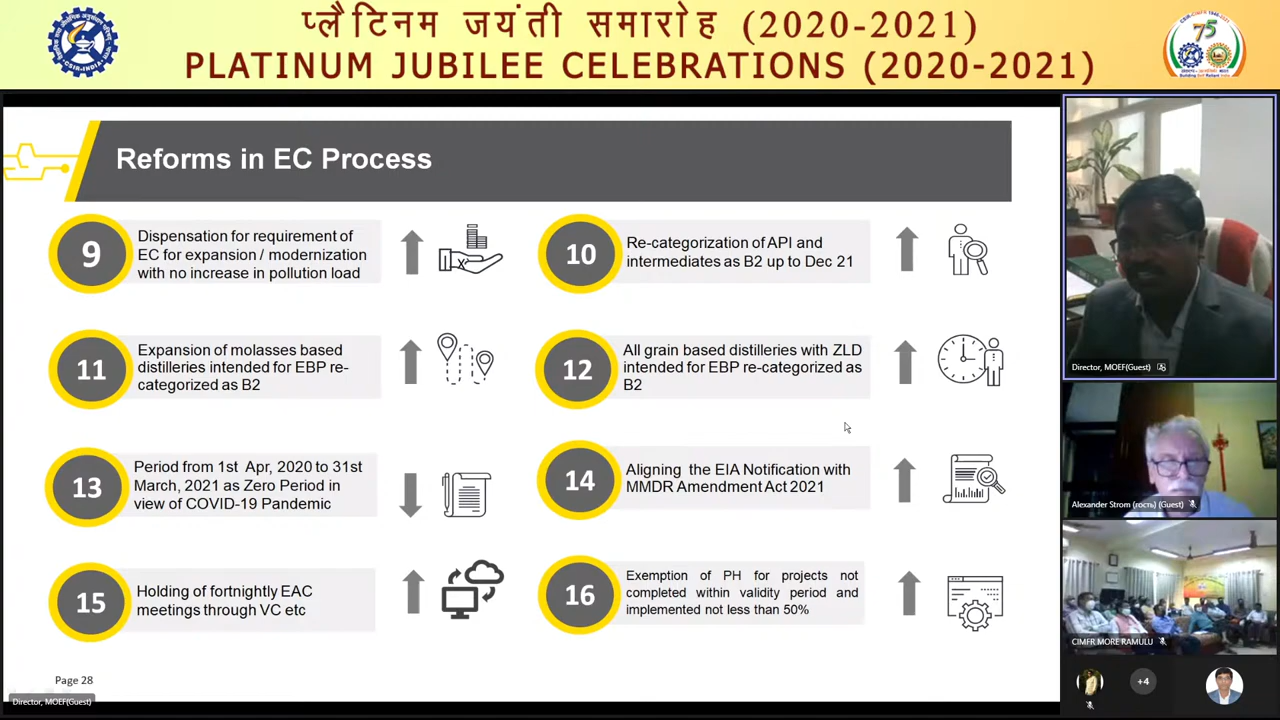 प्लैटिनम जयंती समारोह (2020-2021)
PLATINUM JUBILEE CELEBRATIONS (2020-2021)
CSIR-INDIA
75
Reforms in EC Process
9
Dispensation for requirement of
EC for expansion / modernization
with no increase in pollution load
10
Re-categorization of API and
intermediates as B2 up to Dec 21
11
Expansion of molasses based
distilleries intended for EBP re-
categorized as B2
12
All grain based distilleries with ZLD
intended for EBP re-categorized as
B2
13
Period from 1st Apr, 2020 to 31st
March, 2021 as Zero Period in
view of COVID-19 Pandemic
14
Aligning the EIA Notification with
MMDR Amendment Act 2021
15
Holding of fortnightly EAC
meetings through VC etc
16
Exemption of PH for projects not
completed within validity period and
implemented not less than 50%
Page 28
Director, MOEF(Guest)
Director, MOEF(Guest)
Alexander Strom (гость) (Guest)
CIMFR MORE RAMULU
+4